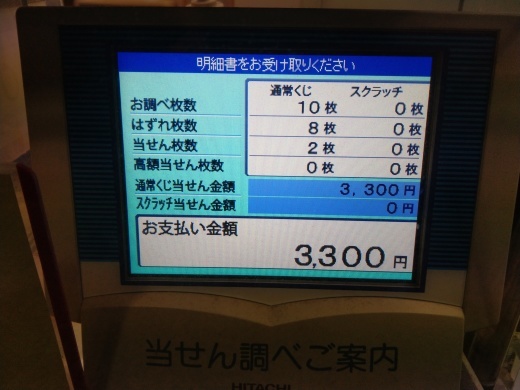 明細書をお受け取りください
通常くじ スクラッチ
お調べ枚数 10枚 0枚
はずれ枚数 8枚 0枚
当せん枚数 2枚 0枚
高額当せん枚数 0枚 0枚
通常くじ当せん金額 3,300円
スクラッチ当せん金額 0円
お支払い金額
3,300円
当せん調べご案内
HITACHI